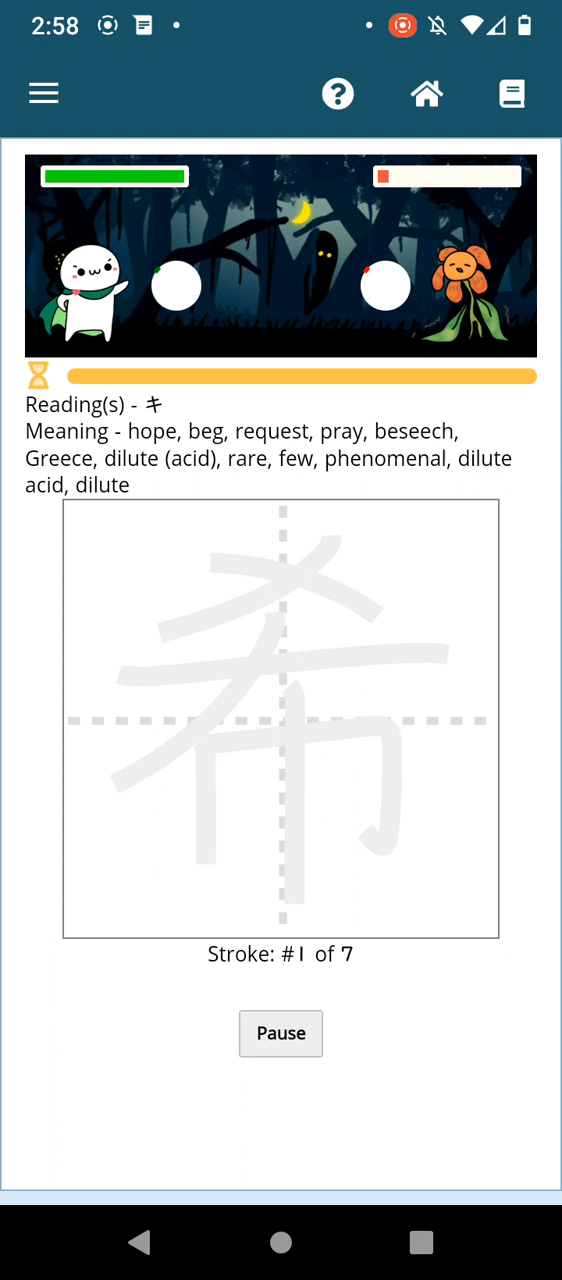 2:58
Reading(s) - キ
Meaning - hope, beg, request, pray, beseech,
Greece, dilute (acid), rare, few, phenomenal, dilute
acid, dilute
希
Stroke: #1 of 7
Pause